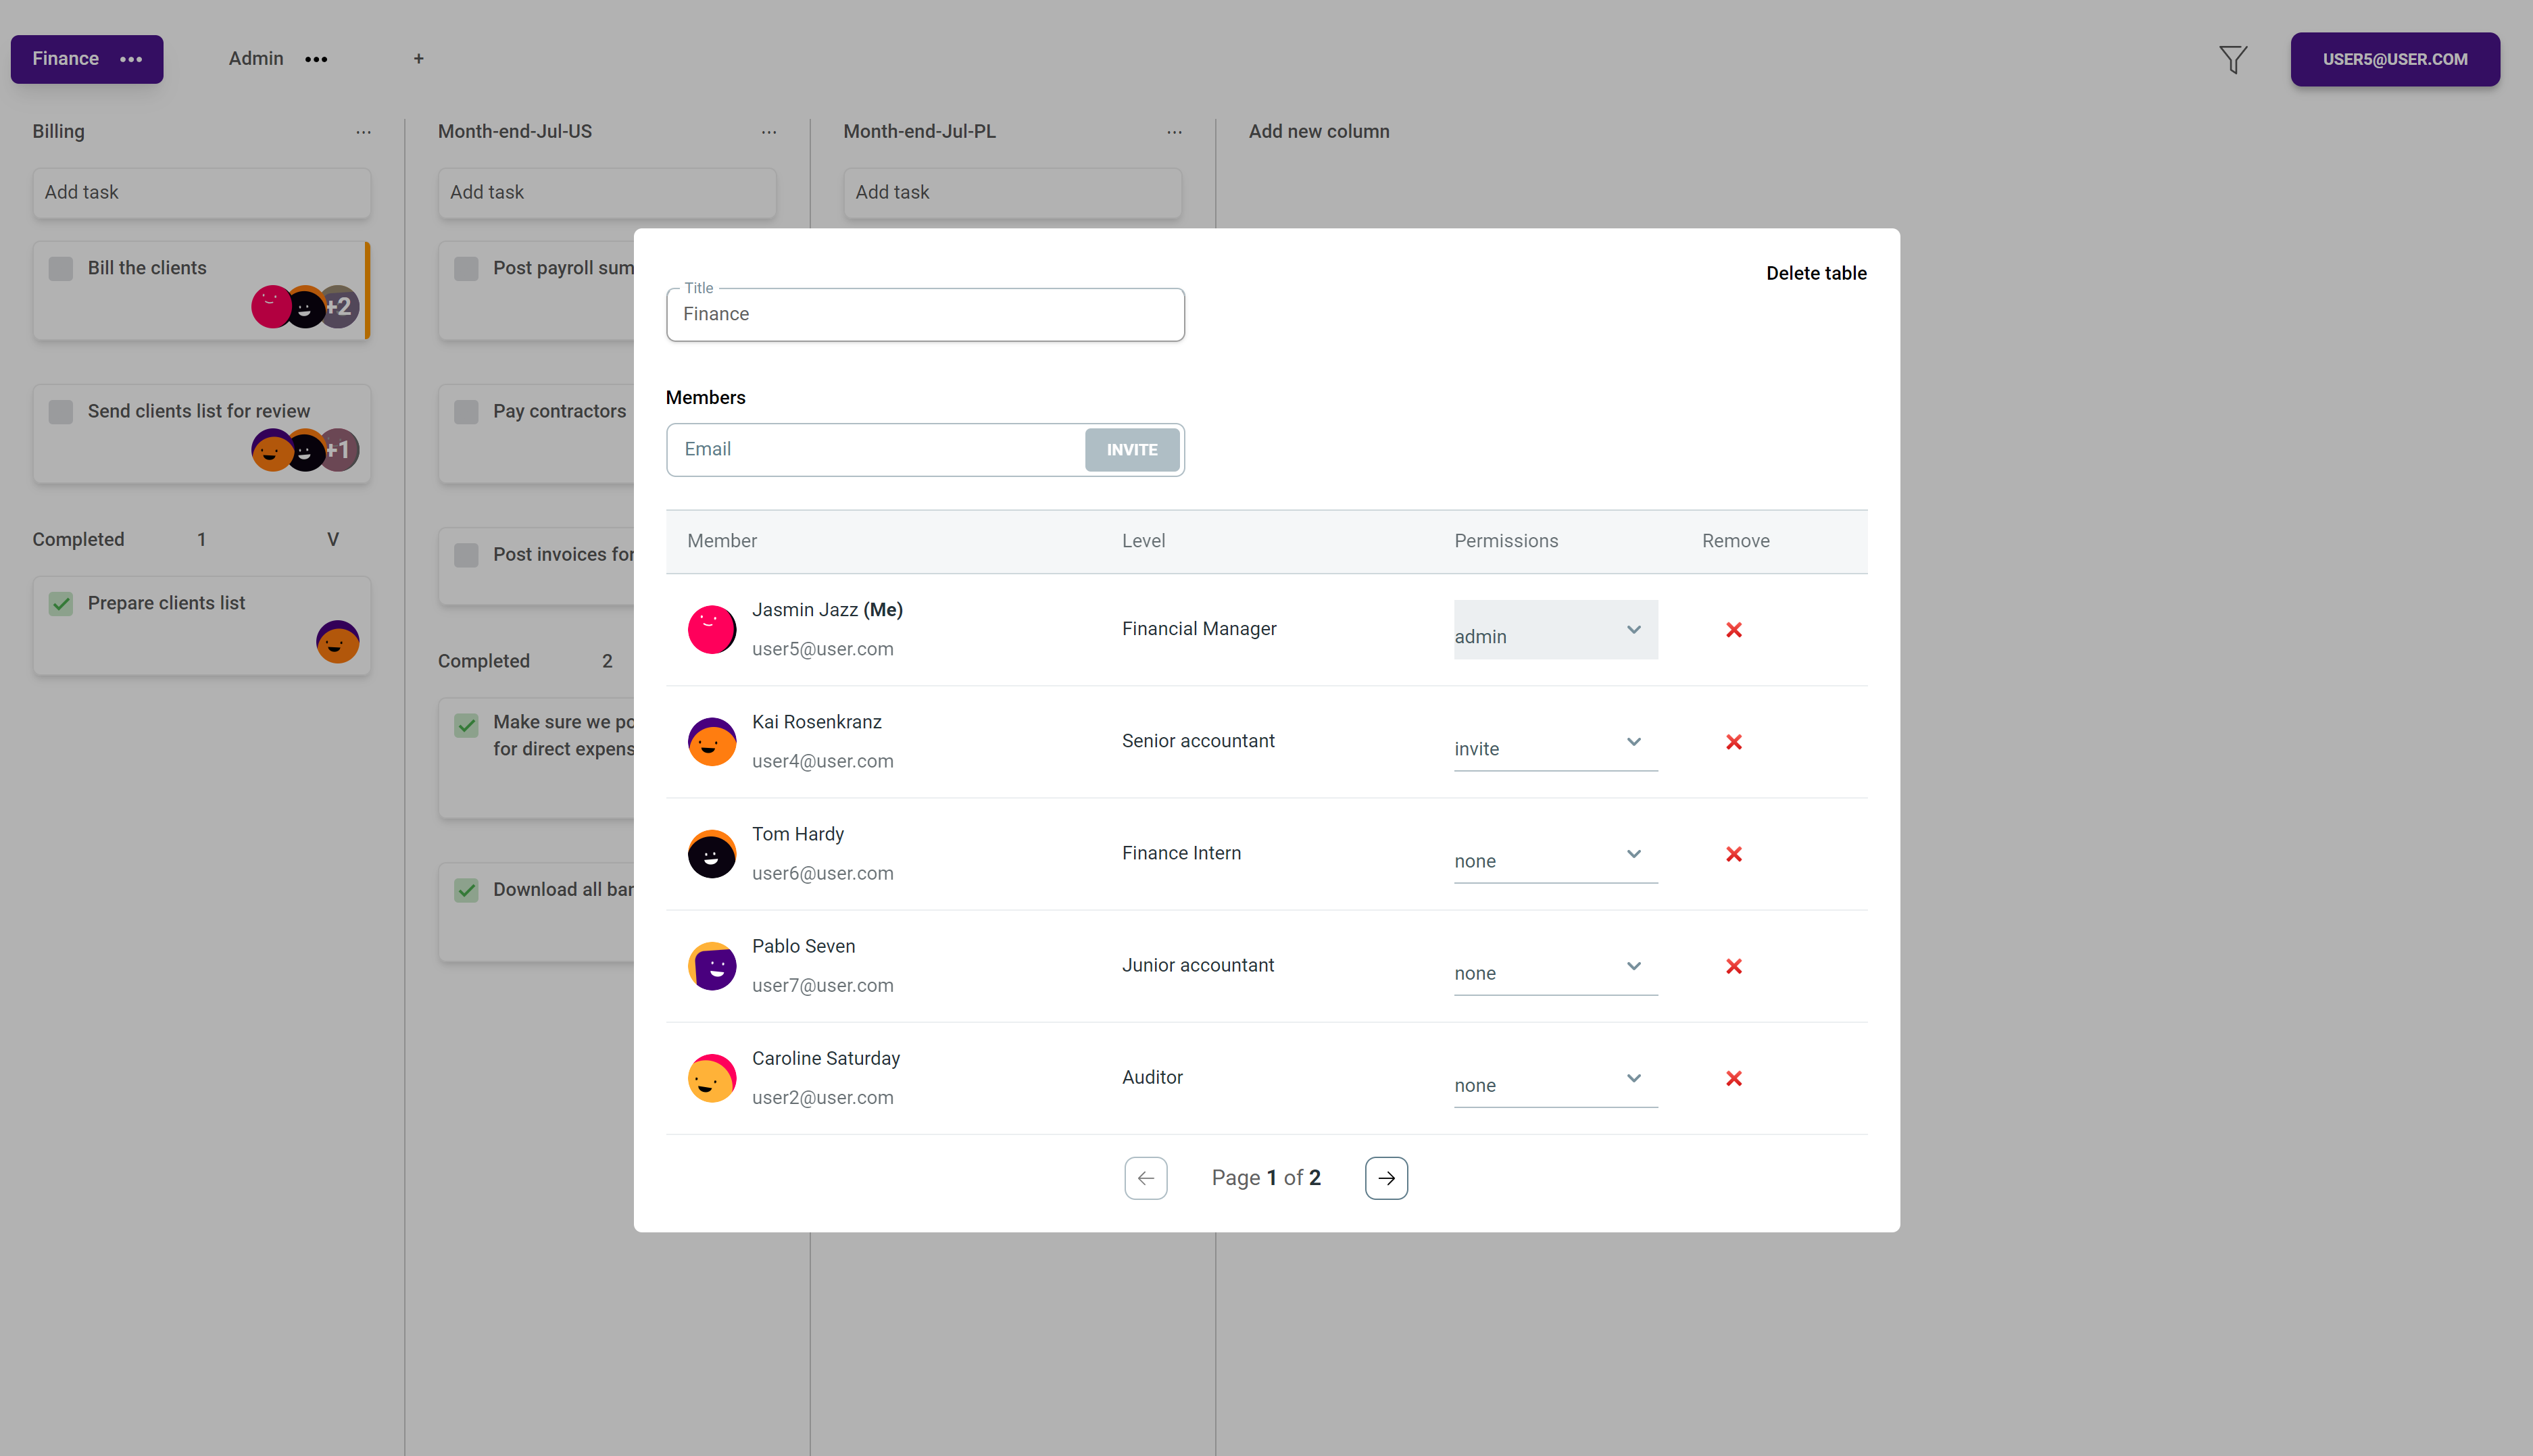 Finance •••
Admin •••
+
USER5@USER.COM
Billing ...
Month-end-Jul-US ...
Month-end-Jul-PL ...
Add new column
Add task
Add task
Add task
Bill the clients
+2
Send clients list for review
+1
Completed 1 V
Prepare clients list
Post payroll sum
Pay contractors
Post invoices for
Completed 2
Make sure we po
for direct expens
Download all bar
Delete table
Title
Finance
Members
Email
INVITE
Member Level Permissions Remove
Jasmin Jazz (Me)
user5@user.com
Financial Manager
admin
Kai Rosenkranz
user4@user.com
Senior accountant
invite
Tom Hardy
user6@user.com
Finance Intern
none
Pablo Seven
user7@user.com
Junior accountant
none
Caroline Saturday
user2@user.com
Auditor
none
Page 1 of 2